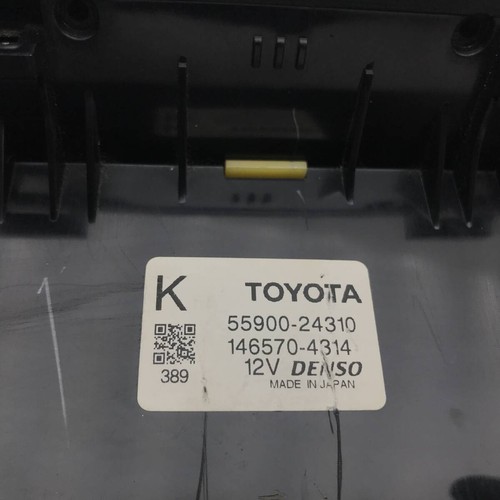 K TOYOTA
55900-24310
146570-4314
389 12V DENSO
MADE IN JAPAN